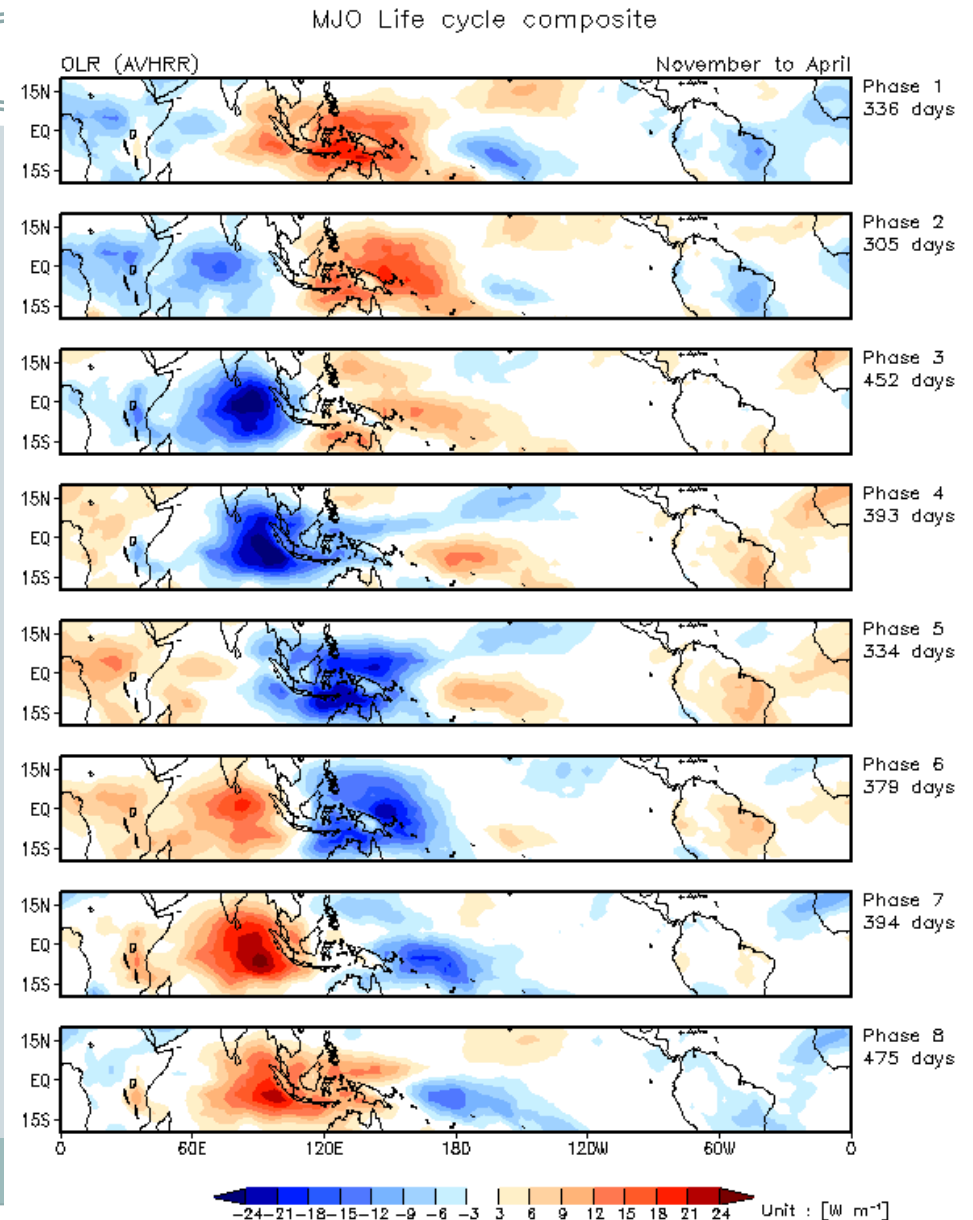 MJO Life cycle composite
OLR (AVHRR) November to April
15N
EQ
15S
Phase 1
336 days
15N
EQ
15S
Phase 2
305 days
15N
EQ
15S
Phase 3
452 days
15N
EQ
15S
Phase 4
393 days
15N
EQ
15S
Phase 5
334 days
15N
EQ
15S
Phase 6
379 days
15N
EQ
15S
Phase 7
394 days
15N
EQ
15S
Phase 8
475 days
0 60E 120E 180 120W 60W 0
-24-21-18-15-12 -9 -6 -3 3 6 9 12 15 18 21 24 Unit : [W m⁻¹]